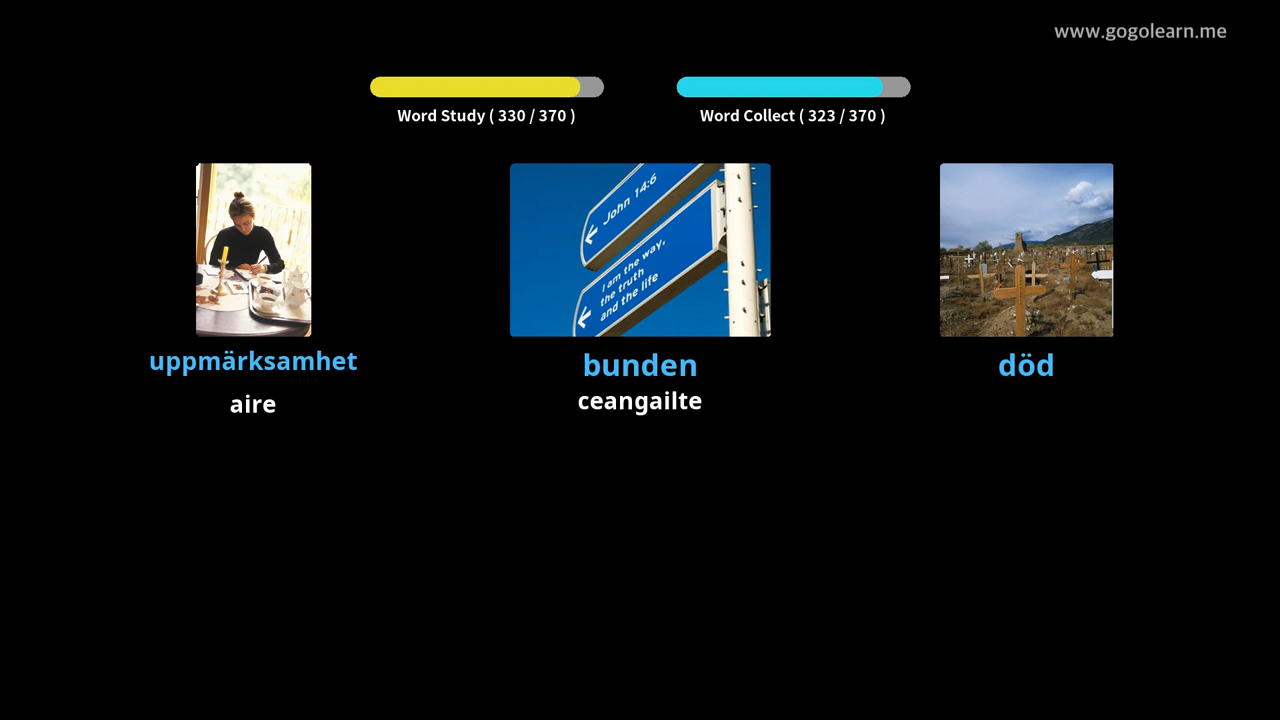 www.gogolearn.me
Word Study ( 330 / 370 )
Word Collect ( 323 / 370 )
John 14:6
I am the way,
the truth
and the life
uppmärksamhet
aire
bunden
ceangailte
död